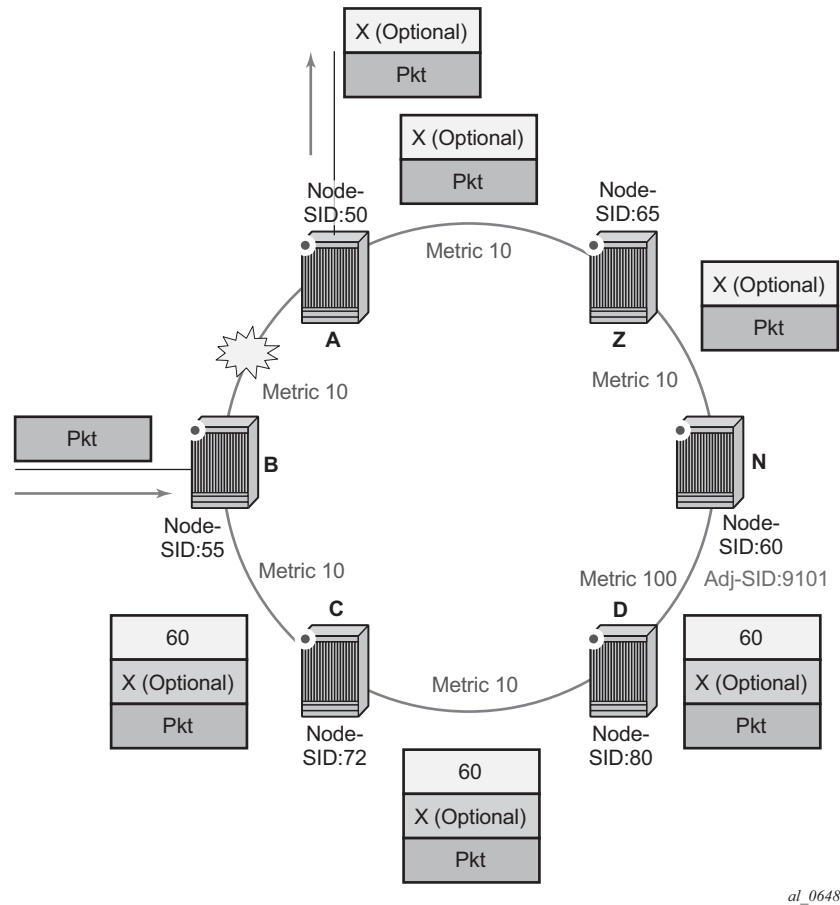 X (Optional)
Pkt
X (Optional)
Pkt
Node-
SID:50
Node-
SID:65
Metric 10
A
Z
X (Optional)
Pkt
Metric 10
Metric 10
Pkt
B
N
Node-
SID:55
Node-
SID:60
Metric 10
Metric 100
Adj-SID:9101
C
D
60
X (Optional)
Pkt
60
X (Optional)
Pkt
Metric 10
Node-
SID:72
Node-
SID:80
60
X (Optional)
Pkt
al_0648